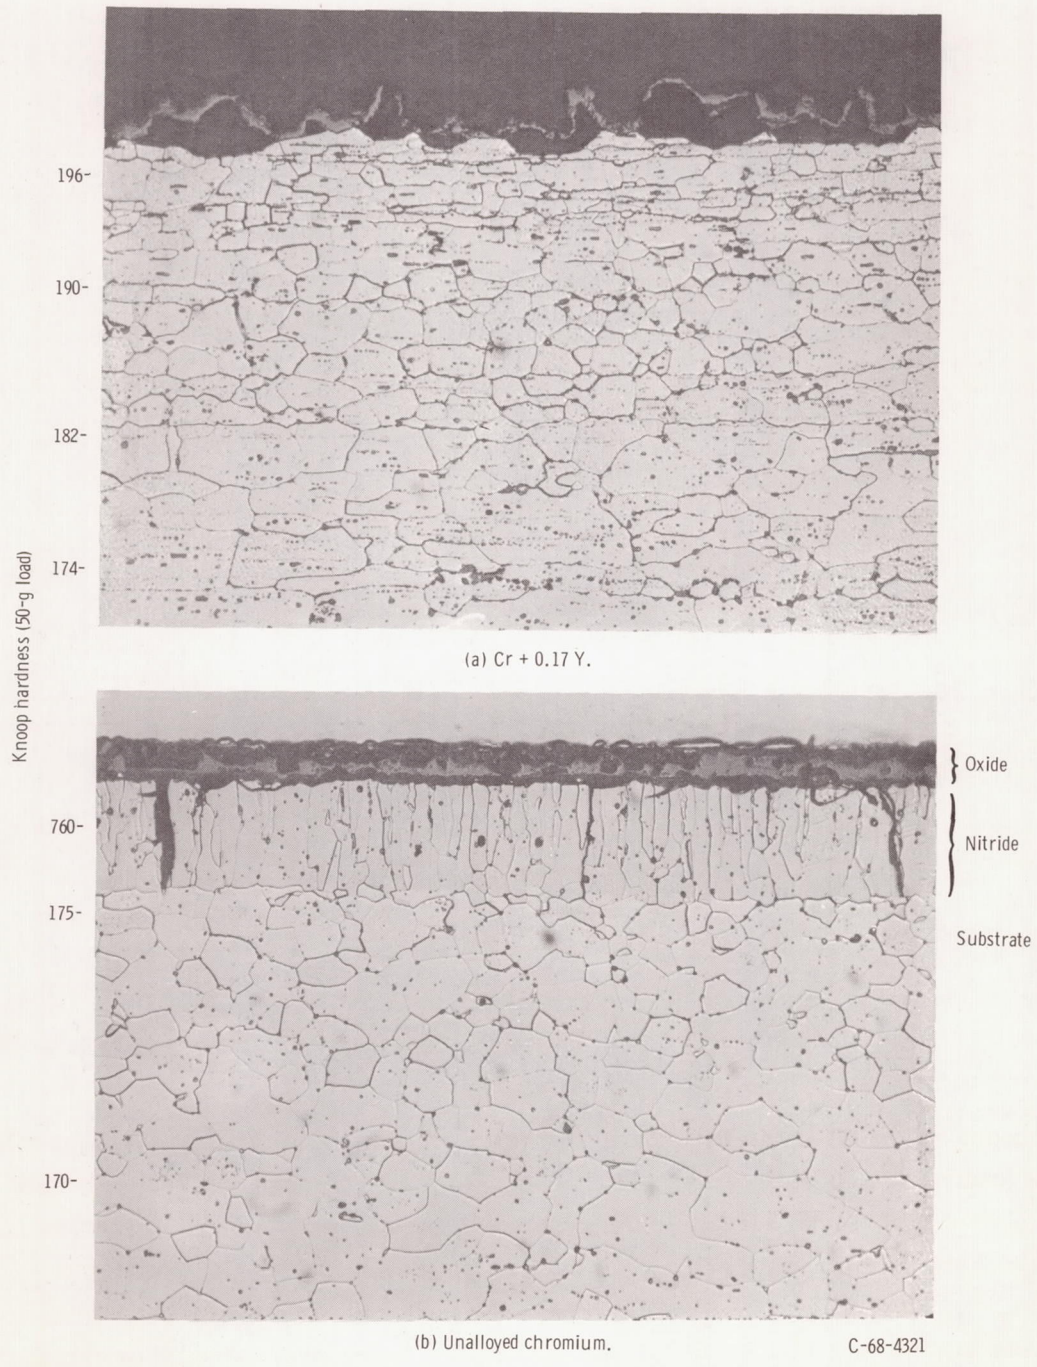 Knoop hardness (50-g load)
196-
190-
182-
174-
(a) Cr + 0.17 Y.
Oxide
760-
Nitride
175-
Substrate
170-
(b) Unalloyed chromium.
C-68-4321